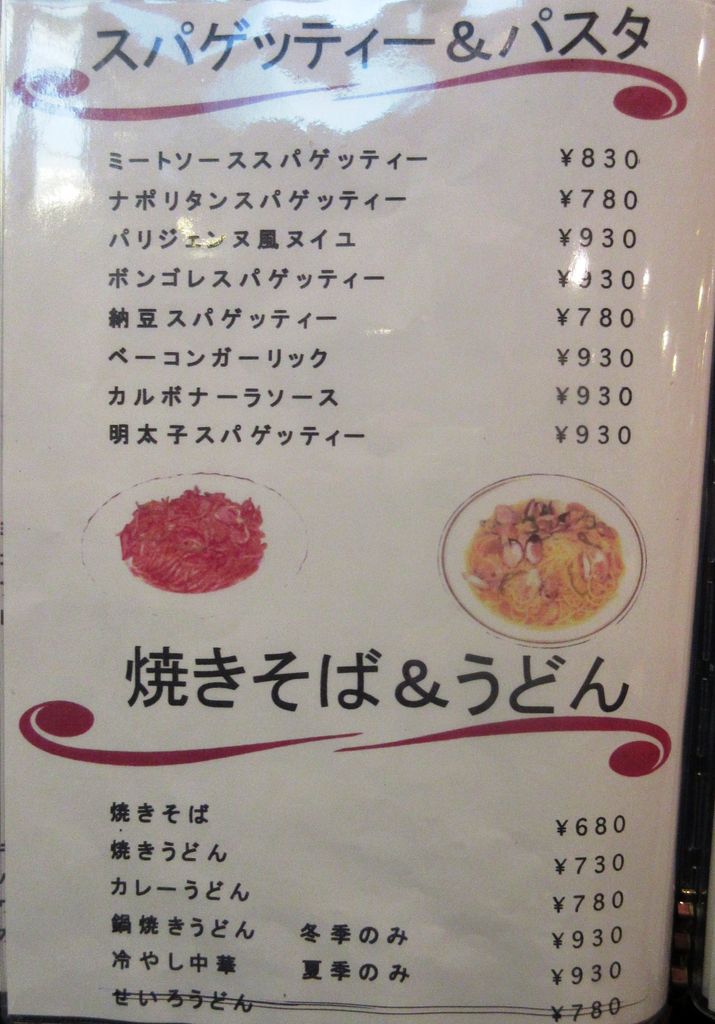 スパゲッティー＆パスタ
ミートソーススパゲッティー ￥830
ナポリタンスパゲッティー ￥780
パリジェンヌ風ヌイユ ￥930
ボンゴレスパゲッティー ￥930
納豆スパゲッティー ￥780
ベーコンガーリック ￥930
カルボナーラソース ￥930
明太子スパゲッティー ￥930
焼きそば＆うどん
焼きそば ￥680
焼きうどん ￥730
カレーうどん ￥780
鍋焼きうどん 冬季のみ ￥930
冷やし中華 夏季のみ ￥930
せいろうどん ￥780